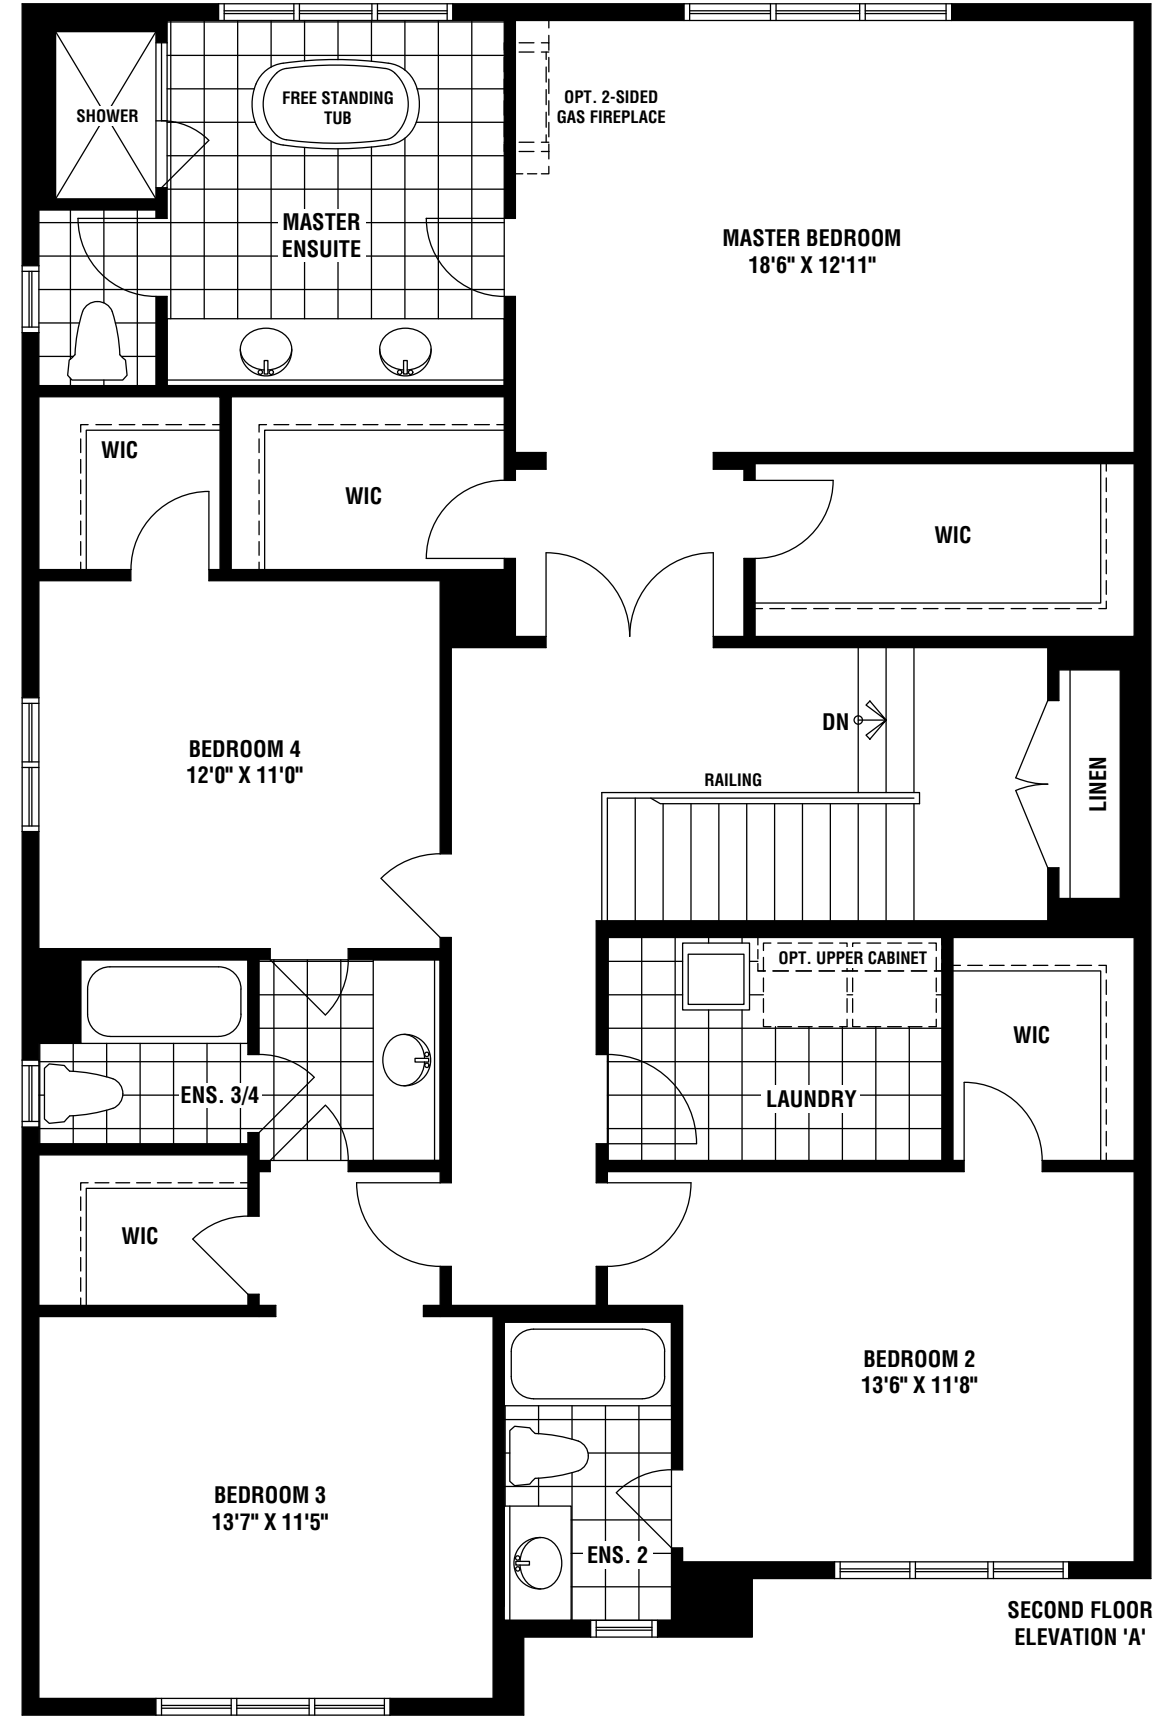 SHOWER
FREE STANDING
TUB
OPT. 2-SIDED
GAS FIREPLACE
MASTER
ENSUITE
MASTER BEDROOM
18'6" X 12'11"
WIC
WIC
WIC
BEDROOM 4
12'0" X 11'0"
DN
RAILING
LINEN
OPT. UPPER CABINET
WIC
ENS. 3/4
LAUNDRY
WIC
BEDROOM 2
13'6" X 11'8"
BEDROOM 3
13'7" X 11'5"
ENS. 2
SECOND FLOOR
ELEVATION 'A'